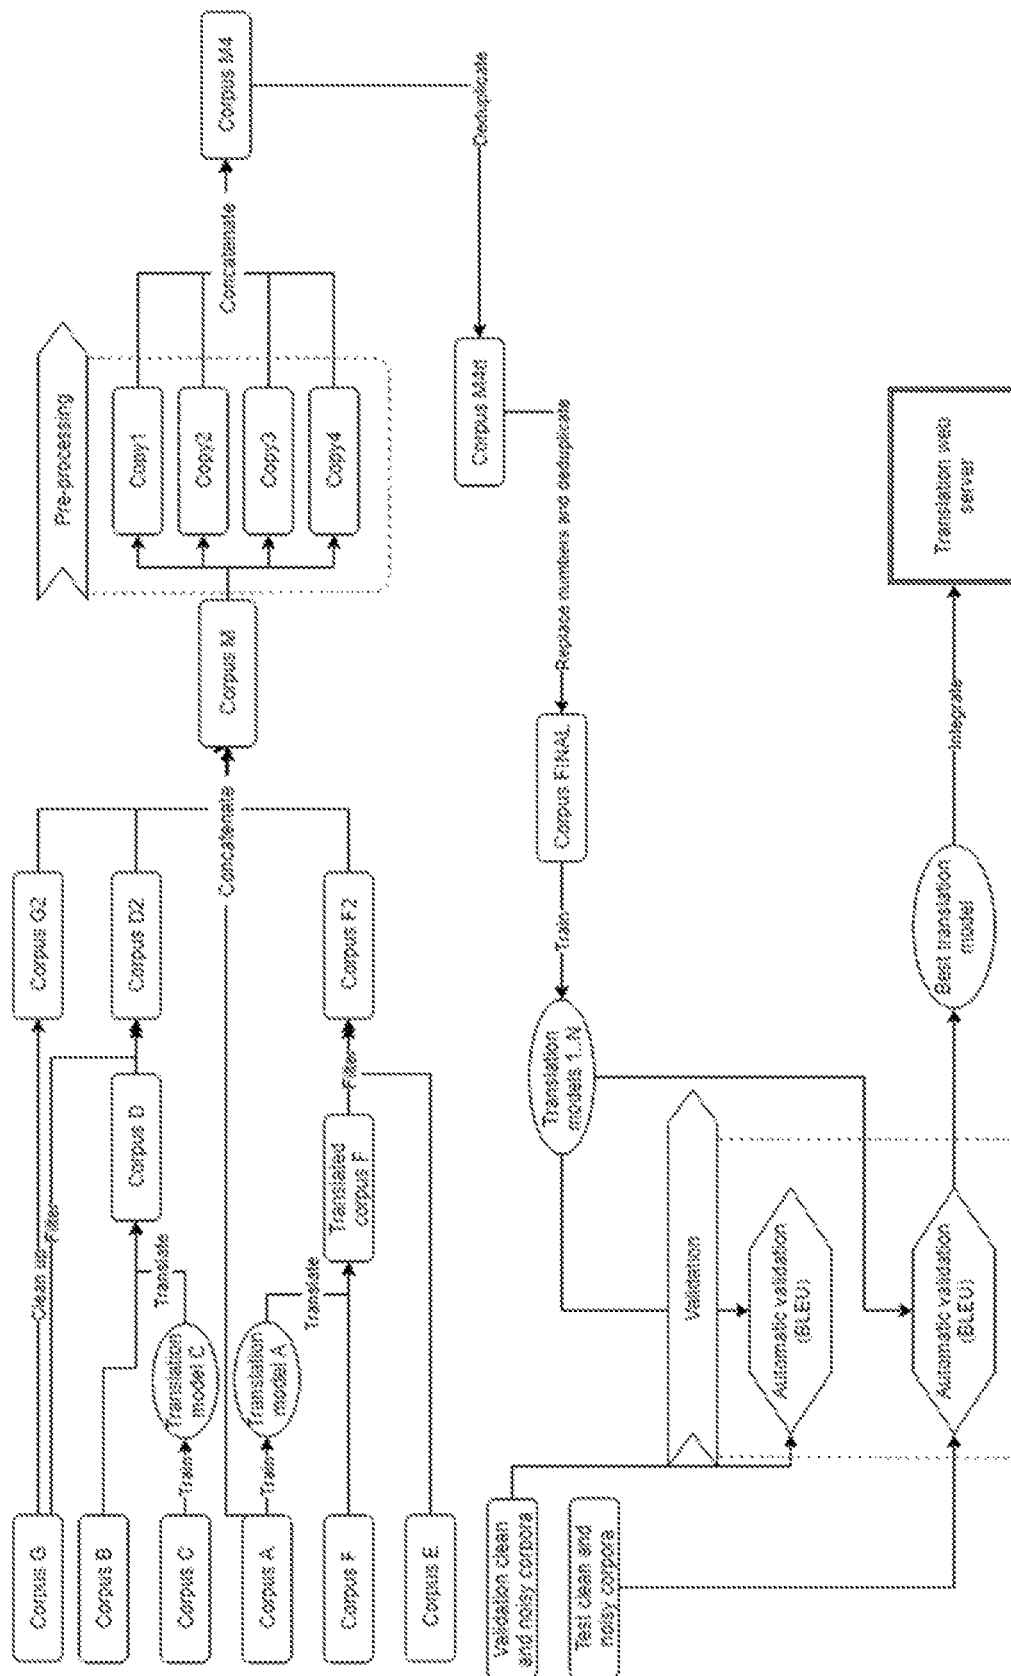 Corpus G
Clean up
Filter
Corpus G2
Corpus B
Corpus D
Corpus D2
Corpus C
Train
Translation
model C
Translate
Corpus A
Train
Translation
model A
Translate
Concatenate
Corpus M
Corpus F
Translated
corpus F
Filter
Corpus F2
Corpus E
Pre-processing
Copy1
Copy2
Copy3
Copy4
Concatenate
Corpus M4
Deduplicate
Replace numbers and deduplicate
Corpus FINAL
Train
Translation
models 1..N
Validation clean
and noisy corpora
Test clean and
noisy corpora
Validation
Automatic validation
(BLEU)
Automatic validation
(BLEU)
Best translation
model
Integrate
Translation web
server